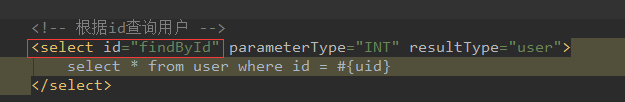 <!-- 根据id查询用户 -->
<select id="findById" parameterType="INT" resultType="user">
select * from user where id = #{uid}
</select>